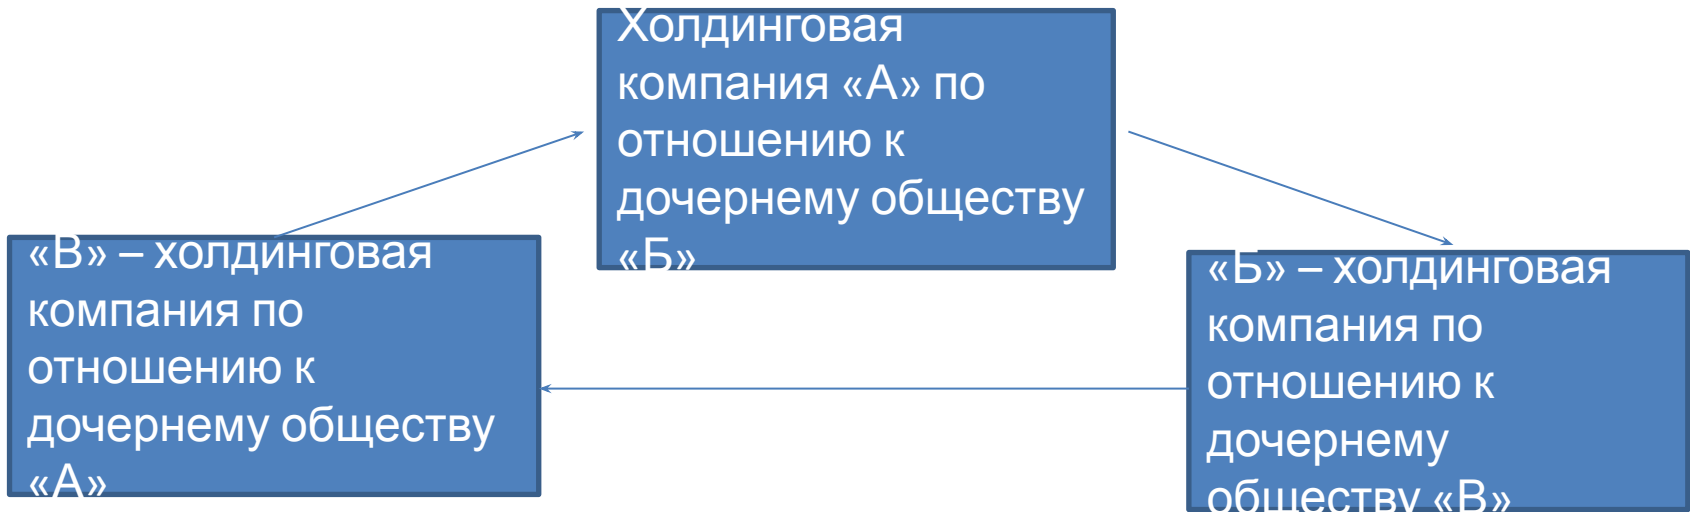 Холдинговая
компания «А» по
отношению к
дочернему обществу
«Б»
«В» – холдинговая
компания по
отношению к
дочернему обществу
«А»
«Б» – холдинговая
компания по
отношению к
дочернему
обществу «В»